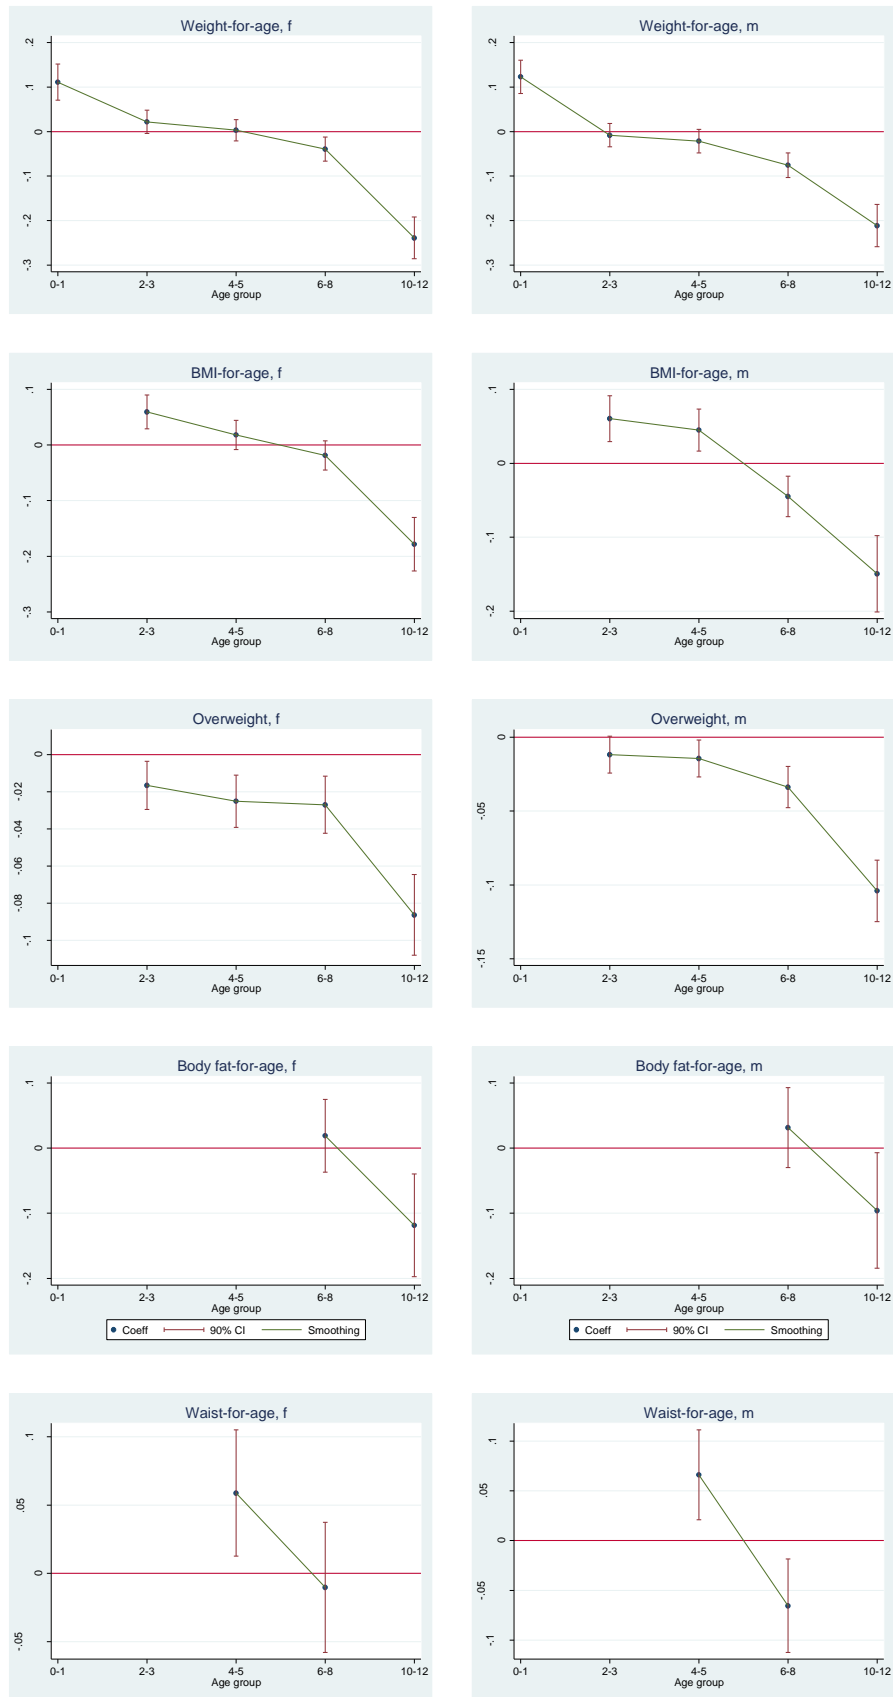 Weight-for-age, f
.2
.1
0
-.1
-.2
-.3
0-1 2-3 4-5 6-8 10-12
Age group
Weight-for-age, m
.2
.1
0
-.1
-.2
-.3
0-1 2-3 4-5 6-8 10-12
Age group
BMI-for-age, f
.1
0
-.1
-.2
-.3
0-1 2-3 4-5 6-8 10-12
Age group
BMI-for-age, m
.1
0
-.1
-.2
0-1 2-3 4-5 6-8 10-12
Age group
Overweight, f
0
-.02
-.04
-.06
-.08
-.1
0-1 2-3 4-5 6-8 10-12
Age group
Overweight, m
0
-.05
-.1
-.15
0-1 2-3 4-5 6-8 10-12
Age group
Body fat-for-age, f
.1
0
-.1
-.2
0-1 2-3 4-5 6-8 10-12
Age group
Coeff 90% CI Smoothing
Body fat-for-age, m
.1
0
-.1
-.2
0-1 2-3 4-5 6-8 10-12
Age group
Coeff 90% CI Smoothing
Waist-for-age, f
.1
.05
0
-.05
0-1 2-3 4-5 6-8 10-12
Age group
Waist-for-age, m
.1
.05
0
-.05
-.1
0-1 2-3 4-5 6-8 10-12
Age group